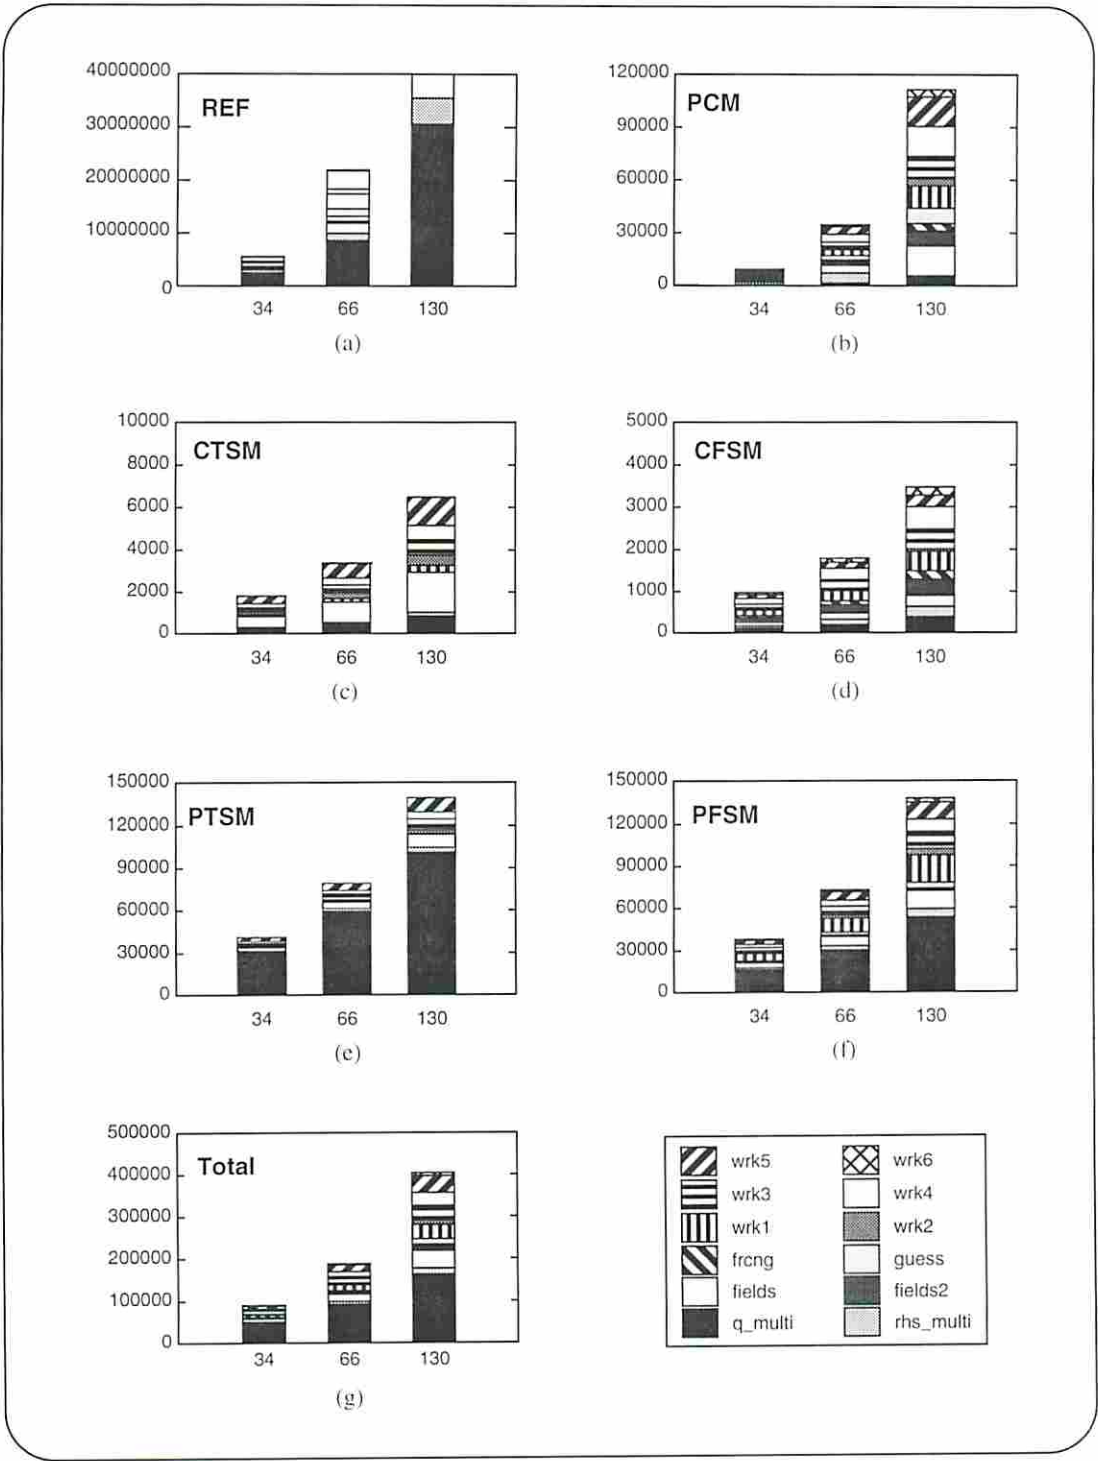 REF
40000000
30000000
20000000
10000000
0
34 66 130
(a)
PCM
120000
90000
60000
30000
0
34 66 130
(b)
CTSM
10000
8000
6000
4000
2000
0
34 66 130
(c)
CFSM
5000
4000
3000
2000
1000
0
34 66 130
(d)
PTSM
150000
120000
90000
60000
30000
0
34 66 130
(e)
PFSM
150000
120000
90000
60000
30000
0
34 66 130
(f)
Total
500000
400000
300000
200000
100000
0
34 66 130
(g)
wrk5 wrk6
wrk3 wrk4
wrk1 wrk2
frcng guess
fields fields2
q_multi rhs_multi